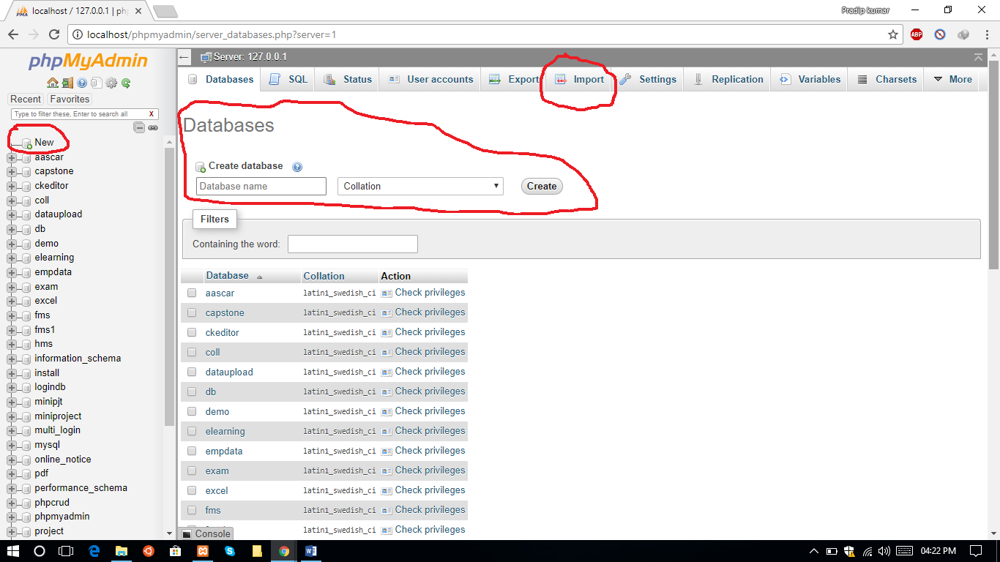 localhost / 127.0.0.1 | ph
Pradip kumar
localhost/phpmyadmin/server_databases.php?server=1
ABP
phpMyAdmin
Recent Favorites
Type to filter these, Enter to search all X
New
aascar
capstone
ckeditor
coll
dataupload
db
demo
elearning
empdata
exam
excel
fms
fms1
hms
information_schema
install
logindb
minipjt
miniproject
multi_login
mysql
online_notice
pdf
performance_schema
phpcrud
phpmyadmin
project
Server: 127.0.0.1
Databases SQL Status User accounts Export Import Settings Replication Variables Charsets More
Databases
Create database
Database name Collation Create
Filters
Containing the word:
Database Collation Action
aascar latin1_swedish_ci Check privileges
capstone latin1_swedish_ci Check privileges
ckeditor latin1_swedish_ci Check privileges
coll latin1_swedish_ci Check privileges
dataupload latin1_swedish_ci Check privileges
db latin1_swedish_ci Check privileges
demo latin1_swedish_ci Check privileges
elearning latin1_swedish_ci Check privileges
empdata latin1_swedish_ci Check privileges
exam latin1_swedish_ci Check privileges
excel latin1_swedish_ci Check privileges
fms latin1_swedish_ci Check privileges
latin1_swedish_ci Check privileges
Console
04:22 PM